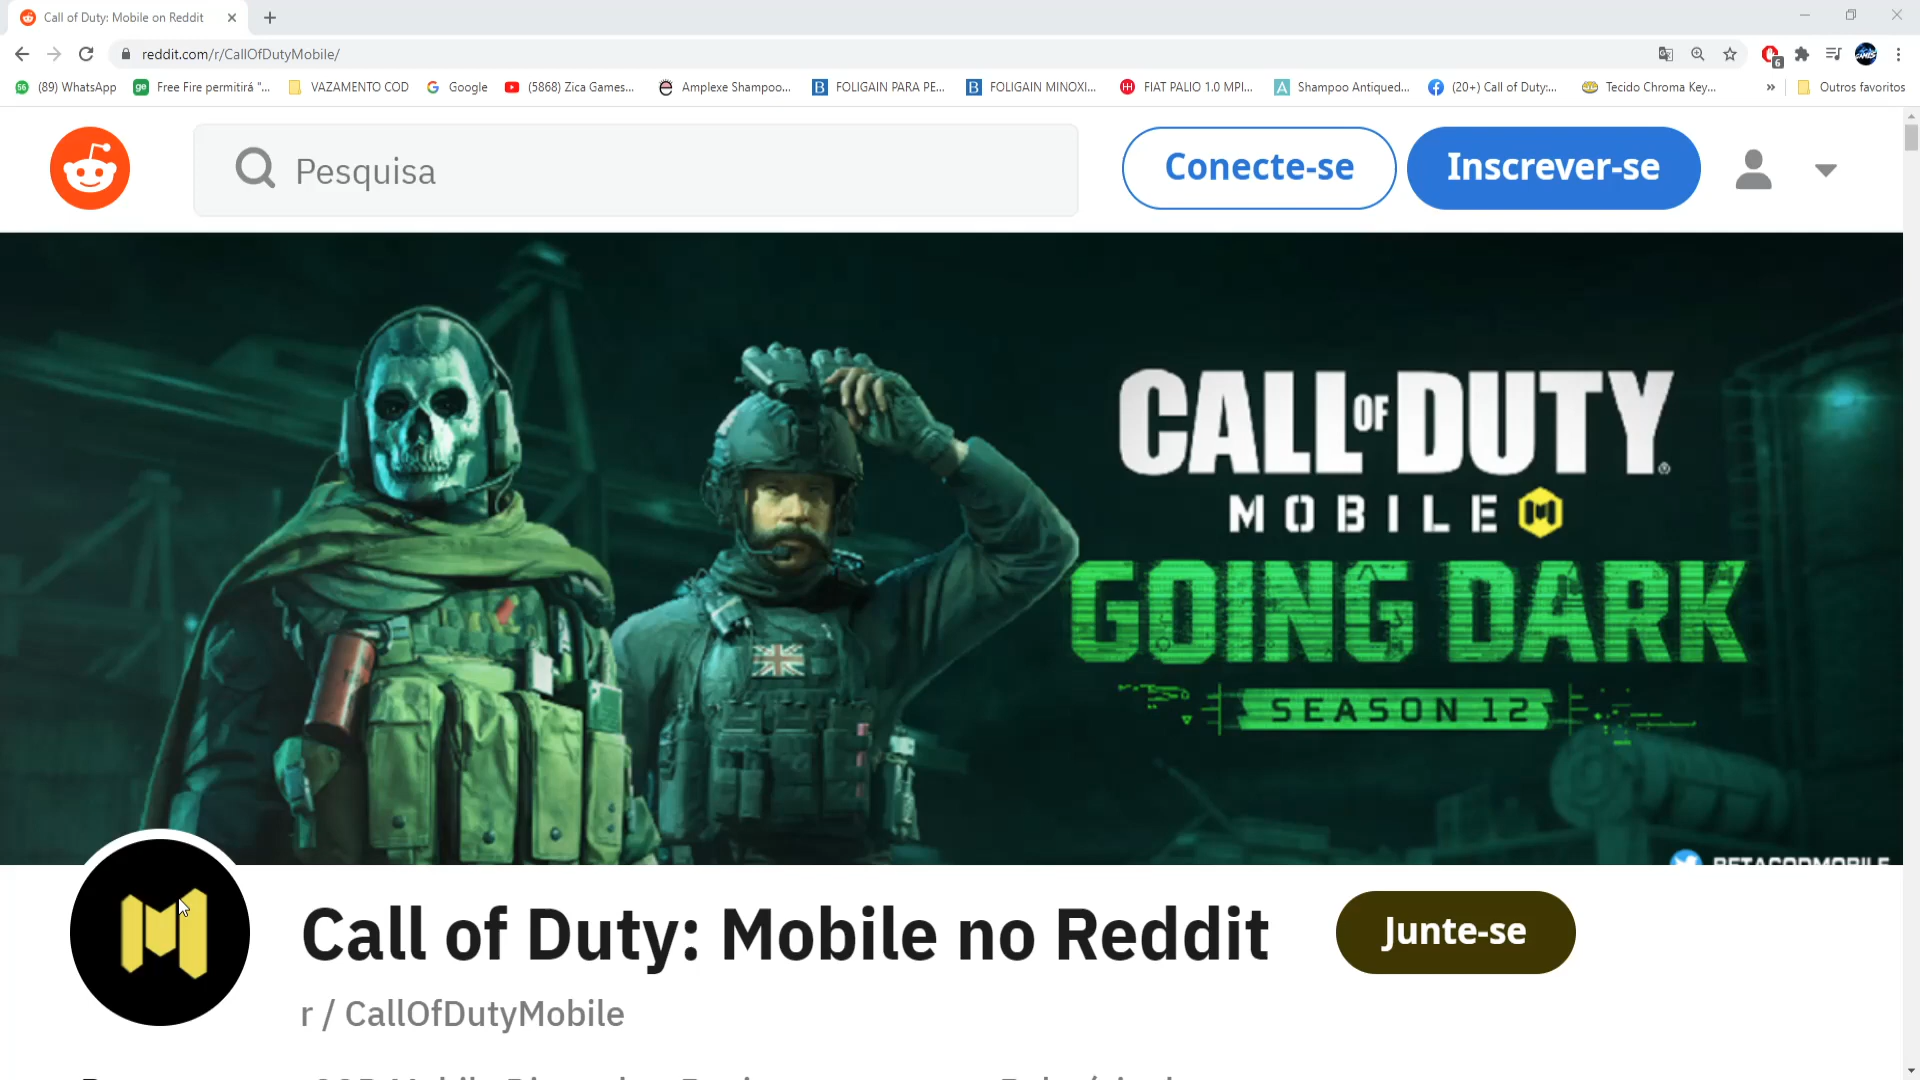 Call of Duty: Mobile on Reddit
reddit.com/r/CallOfDutyMobile/
6
56 (89) WhatsApp
ge Free Fire permitirá "...
VAZAMENTO COD
Google
(5868) Zica Games...
Amplexe Shampoo...
B FOLIGAIN PARA PE...
B FOLIGAIN MINOXI...
H FIAT PALIO 1.0 MPI...
A Shampoo Antiqued...
(20+) Call of Duty:...
Tecido Chroma Key...
»
Outros favoritos
Pesquisa
Conecte-se
Inscrever-se
CALL OF DUTY®
MOBILE
GOING DARK
SEASON 12
Call of Duty: Mobile no Reddit
Junte-se
r / CallOfDutyMobile